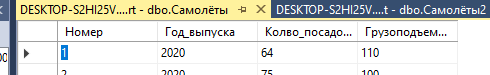 DESKTOP-S2HI25V....rt - dbo.Самолёты DESKTOP-S2HI25V....t - dbo.Самолёты2
Номер Год_выпуска Колво_посадо... Грузоподъем...
1 2020 64 110
2 2020 75 100